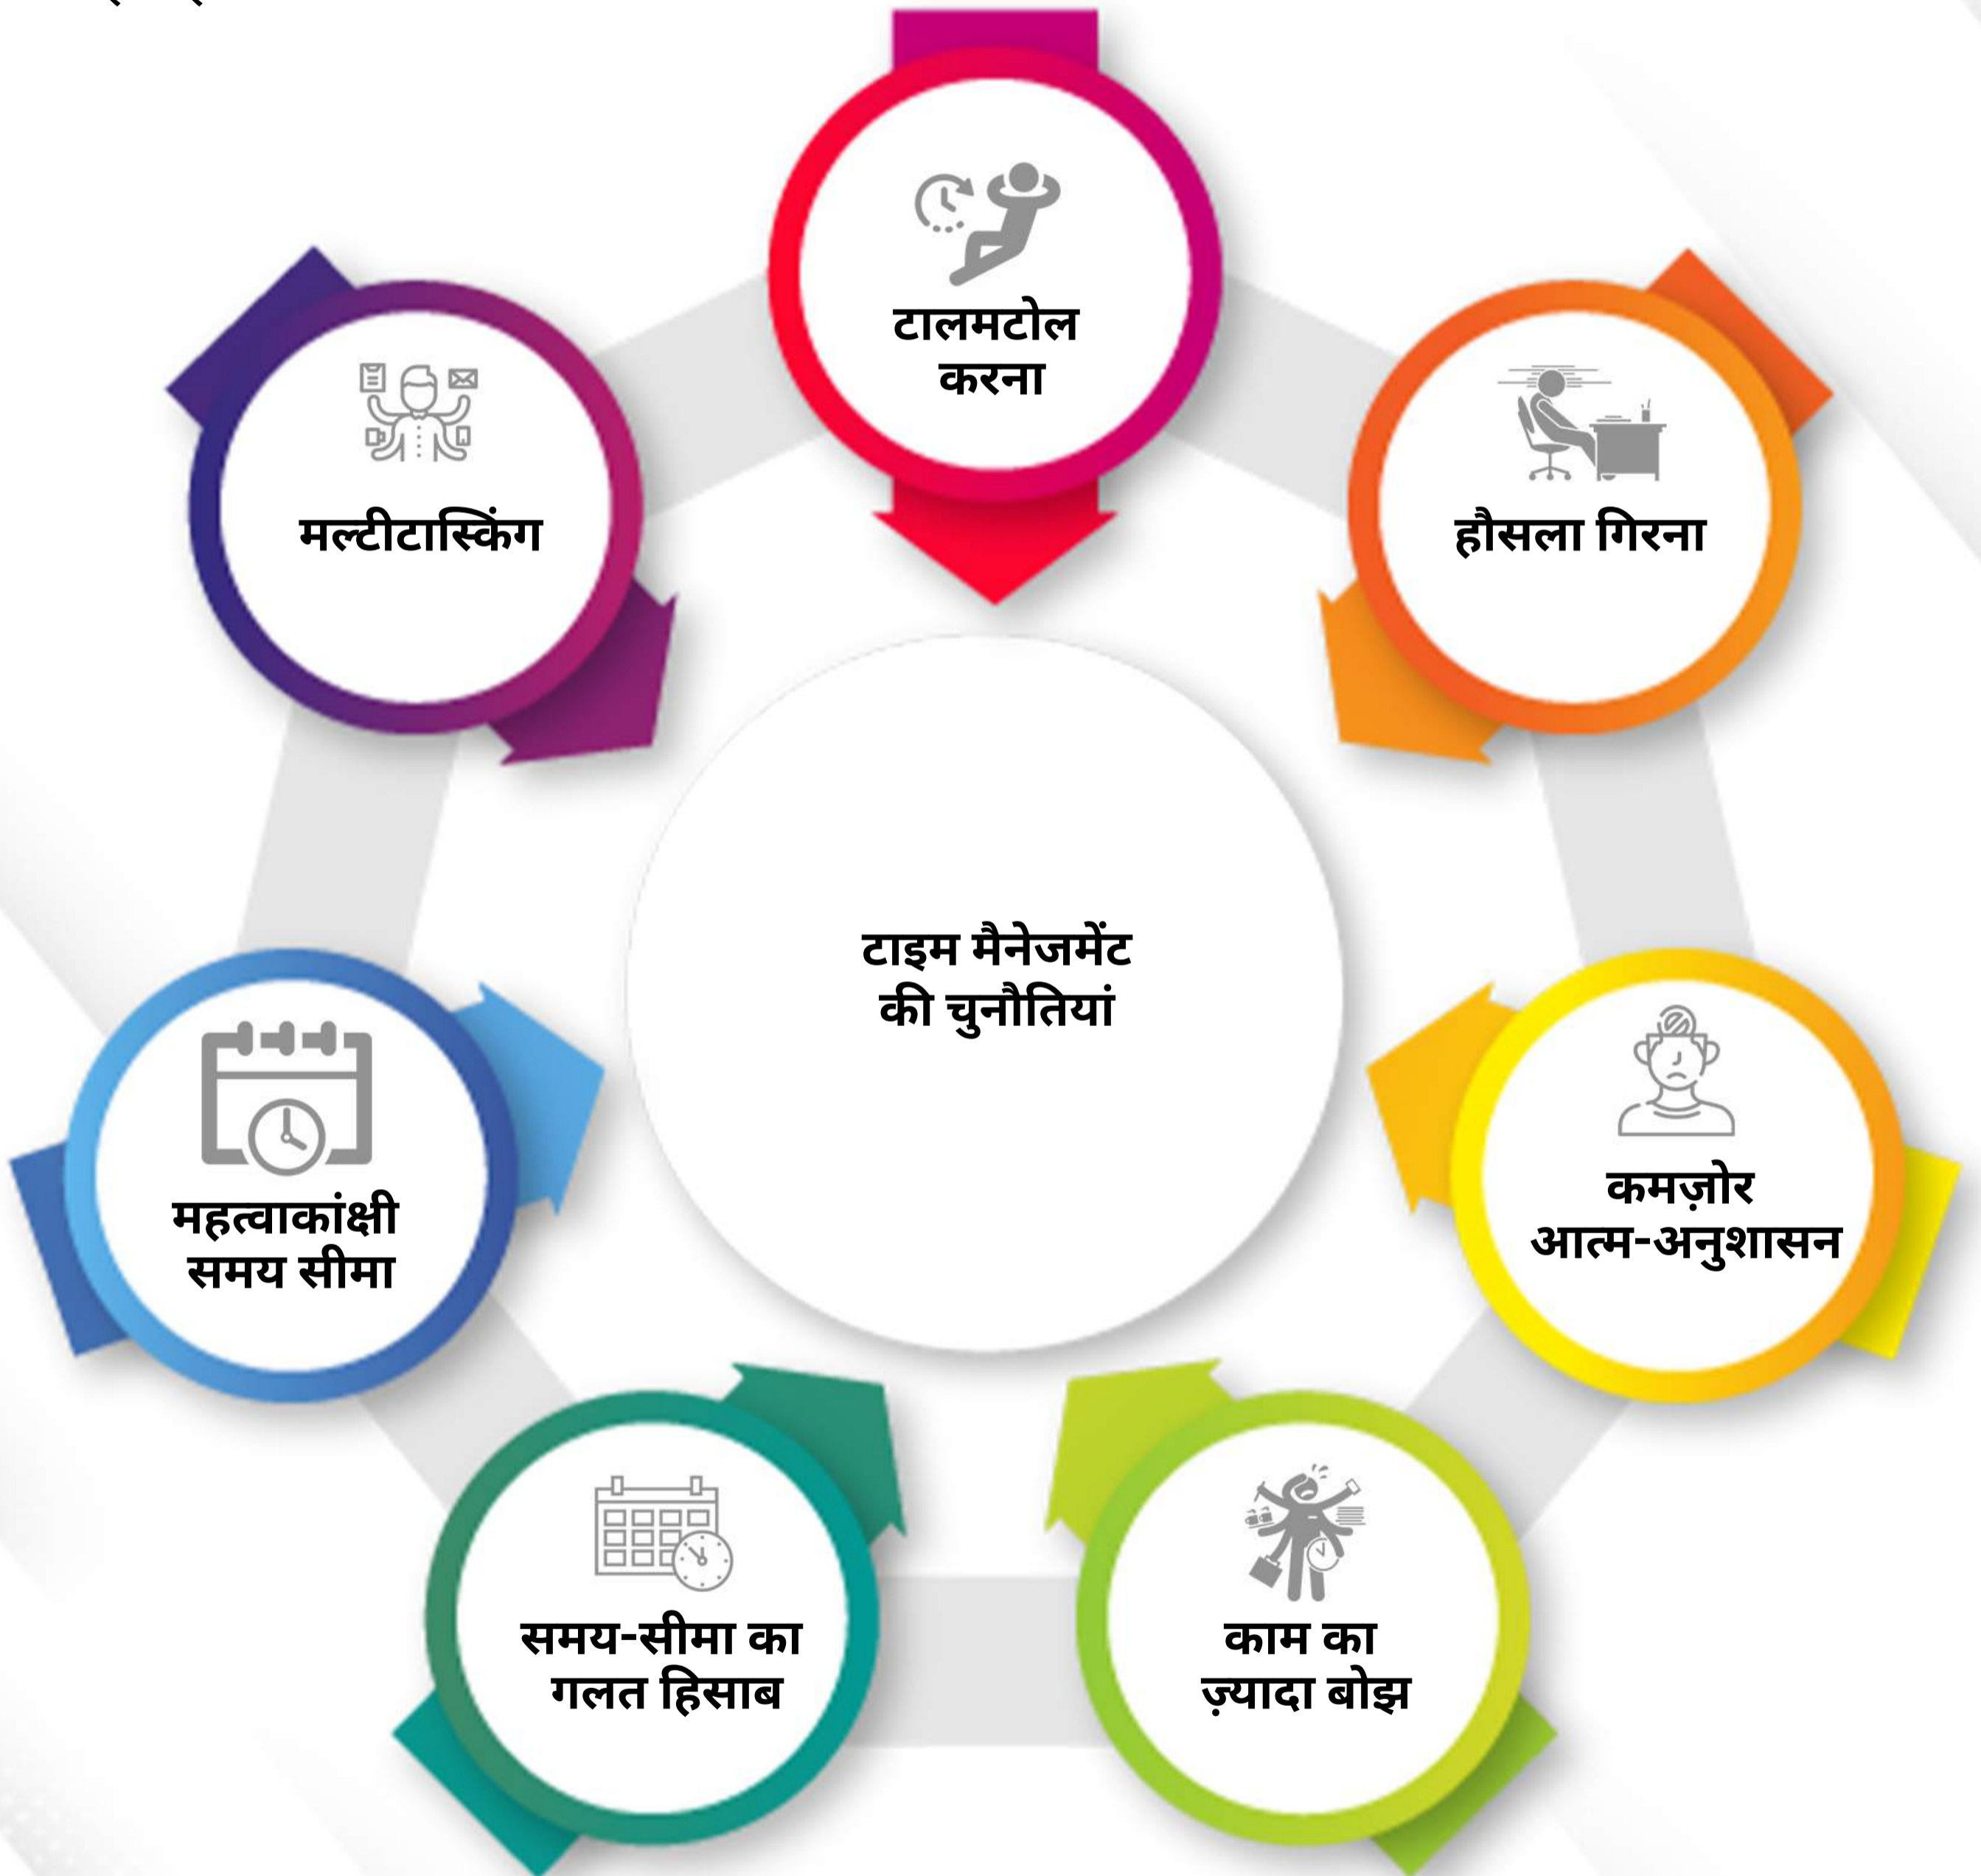 टालमटोल
करना
मल्टीटास्किंग
हौसला गिरना
टाइम मैनेजमेंट
की चुनौतियां
महत्वाकांक्षी
समय सीमा
कमज़ोर
आत्म-अनुशासन
समय-सीमा का
गलत हिसाब
काम का
ज़्यादा बोझ